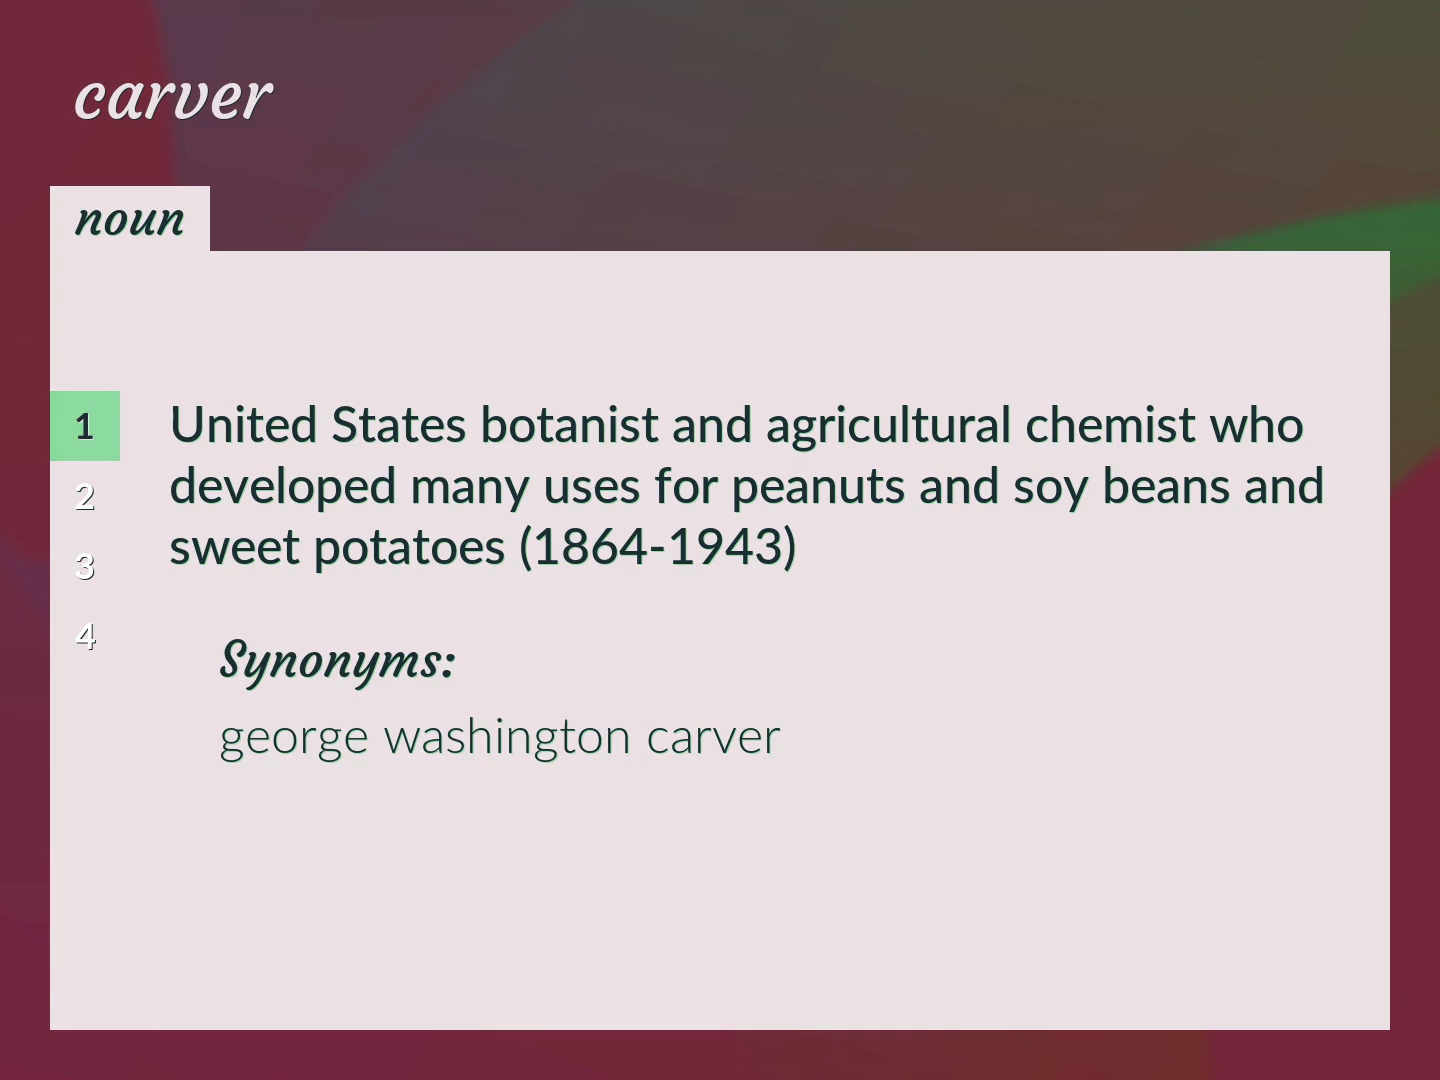 carver
noun
1
United States botanist and agricultural chemist who
developed many uses for peanuts and soy beans and
sweet potatoes (1864-1943)
2
3
4
Synonyms:
george washington carver